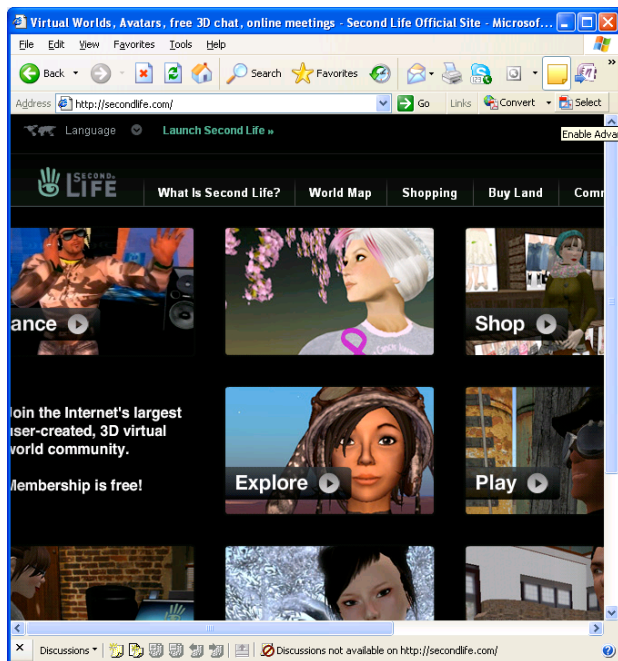 Virtual Worlds, Avatars, free 3D chat, online meetings - Second Life Official Site - Microsof...
File Edit View Favorites Tools Help
Back Search Favorites »
Address http://secondlife.com/ Go Links Convert Select
Enable Adva
Language Launch Second Life »
SECOND LIFE What Is Second Life? World Map Shopping Buy Land Comm
ance
Shop
Join the Internet's largest
user-created, 3D virtual
world community.
Membership is free!
Explore
Play
Discussions Discussions not available on http://secondlife.com/